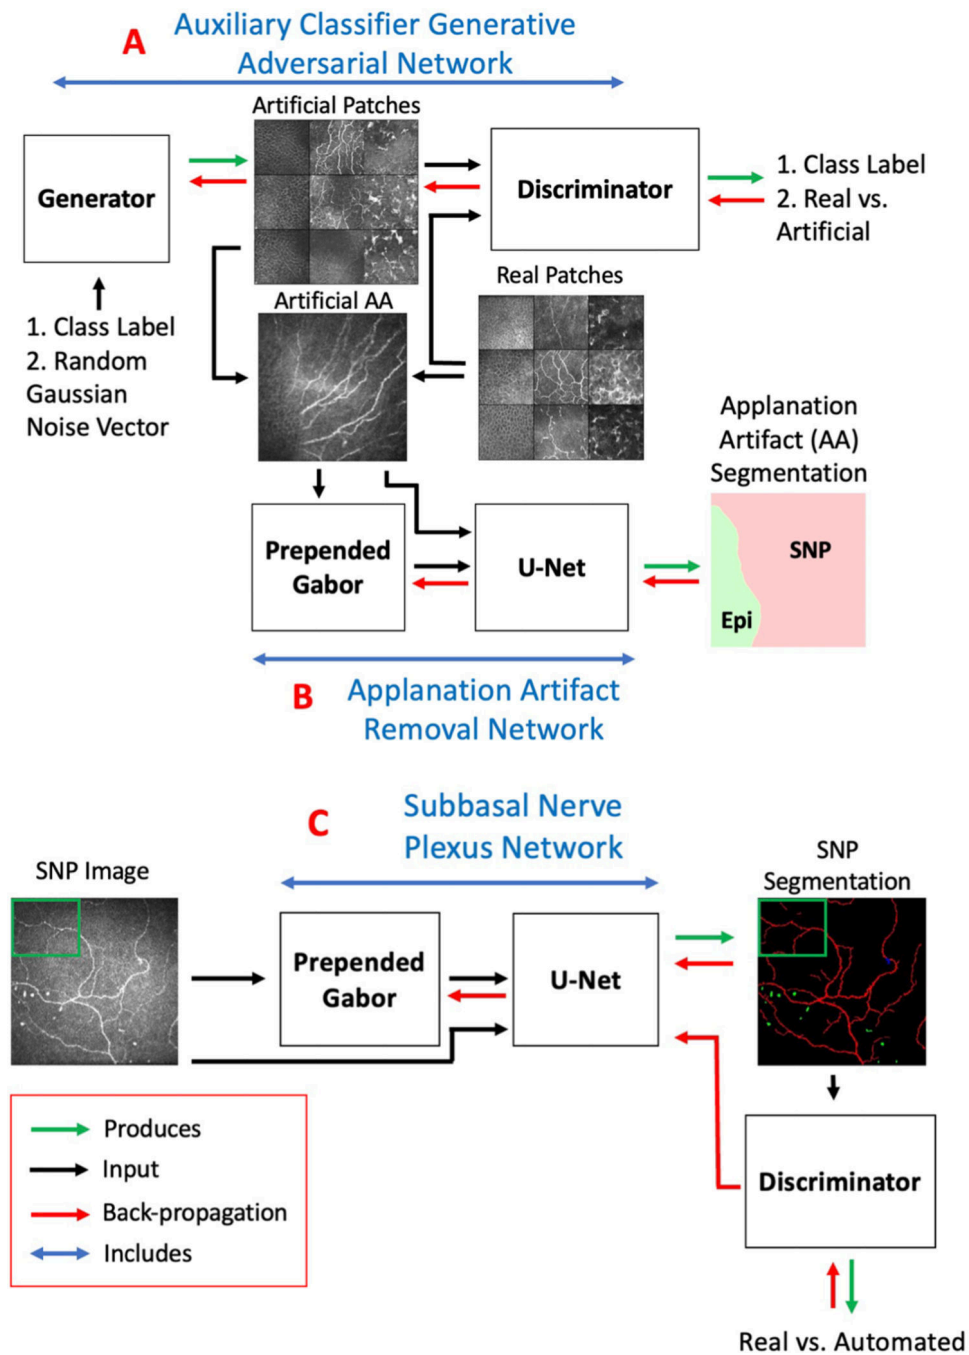 A
Auxiliary Classifier Generative
Adversarial Network
Artificial Patches
Generator
Discriminator
1. Class Label
2. Real vs.
Artificial
Real Patches
Artificial AA
1. Class Label
2. Random
Gaussian
Noise Vector
Applanation
Artifact (AA)
Segmentation
Prepended
Gabor
U-Net
SNP
Epi
B
Applanation Artifact
Removal Network
C
Subbasal Nerve
Plexus Network
SNP Image
SNP
Segmentation
Prepended
Gabor
U-Net
Produces
Input
Back-propagation
Includes
Discriminator
Real vs. Automated